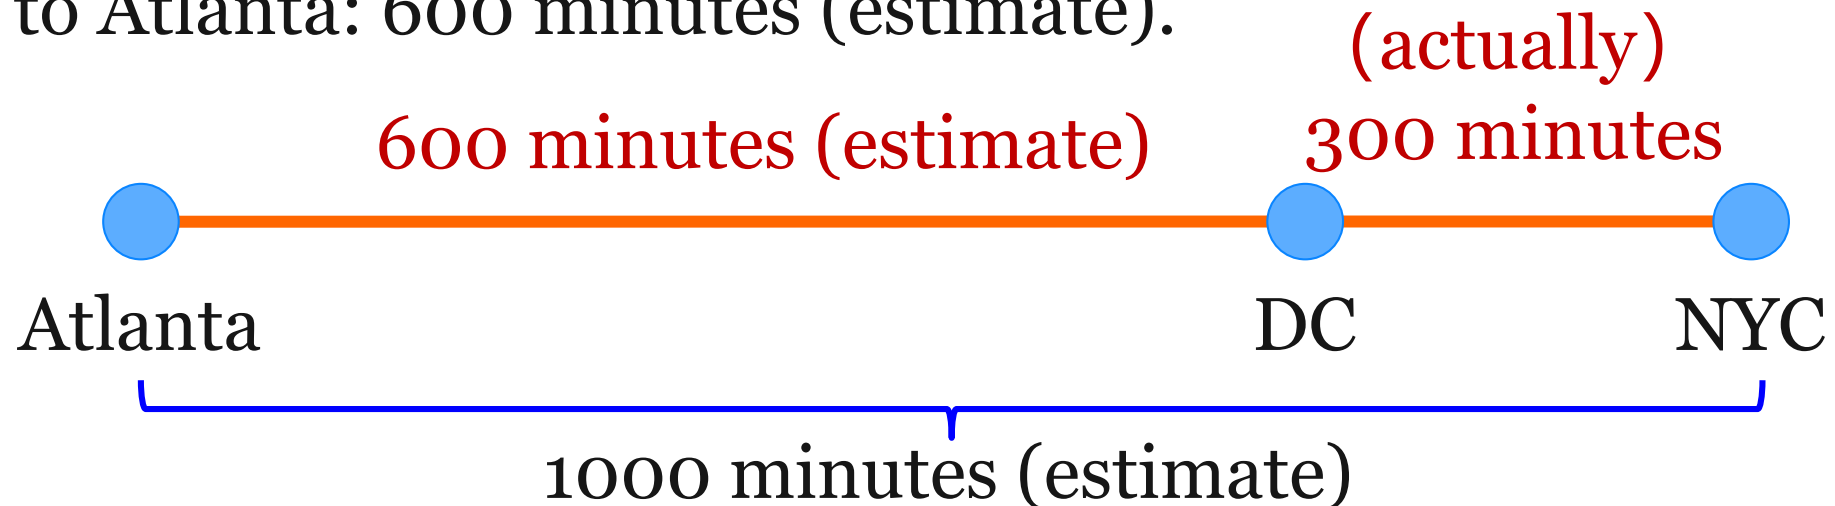 to Atlanta: 600 minutes (estimate).
(actually)
600 minutes (estimate)
300 minutes
Atlanta
DC
NYC
1000 minutes (estimate)